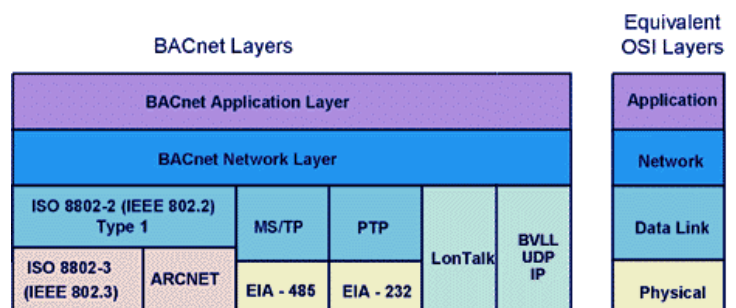 Equivalent
BACnet Layers
OSI Layers
BACnet Application Layer
Application
BACnet Network Layer
Network
ISO 8802-2 (IEEE 802.2)
Type 1
MS/TP
PTP
LonTalk
BVLL
UDP
IP
Data Link
ISO 8802-3
(IEEE 802.3)
ARCNET
EIA - 485
EIA - 232
Physical